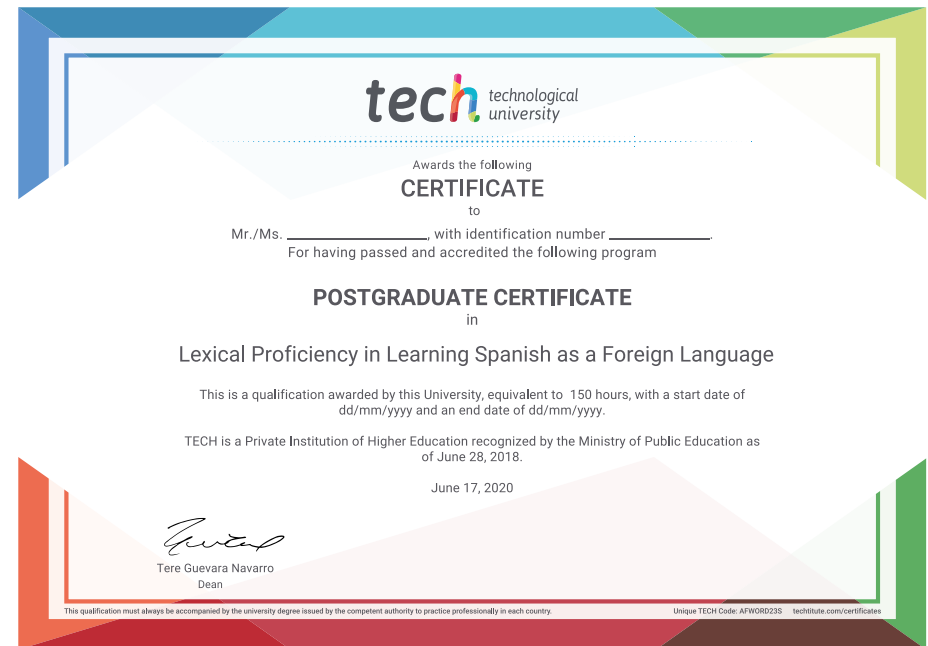 tech technological
university
Awards the following
CERTIFICATE
to
Mr./Ms. ____________________, with identification number ______________.
For having passed and accredited the following program
POSTGRADUATE CERTIFICATE
in
Lexical Proficiency in Learning Spanish as a Foreign Language
This is a qualification awarded by this University, equivalent to 150 hours, with a start date of
dd/mm/yyyy and an end date of dd/mm/yyyy.
TECH is a Private Institution of Higher Education recognized by the Ministry of Public Education as
of June 28, 2018.
June 17, 2020
Tere Guevara Navarro
Dean
This qualification must always be accompanied by the university degree issued by the competent authority to practice professionally in each country. Unique TECH Code: AFWORD23S techtitute.com/certificates